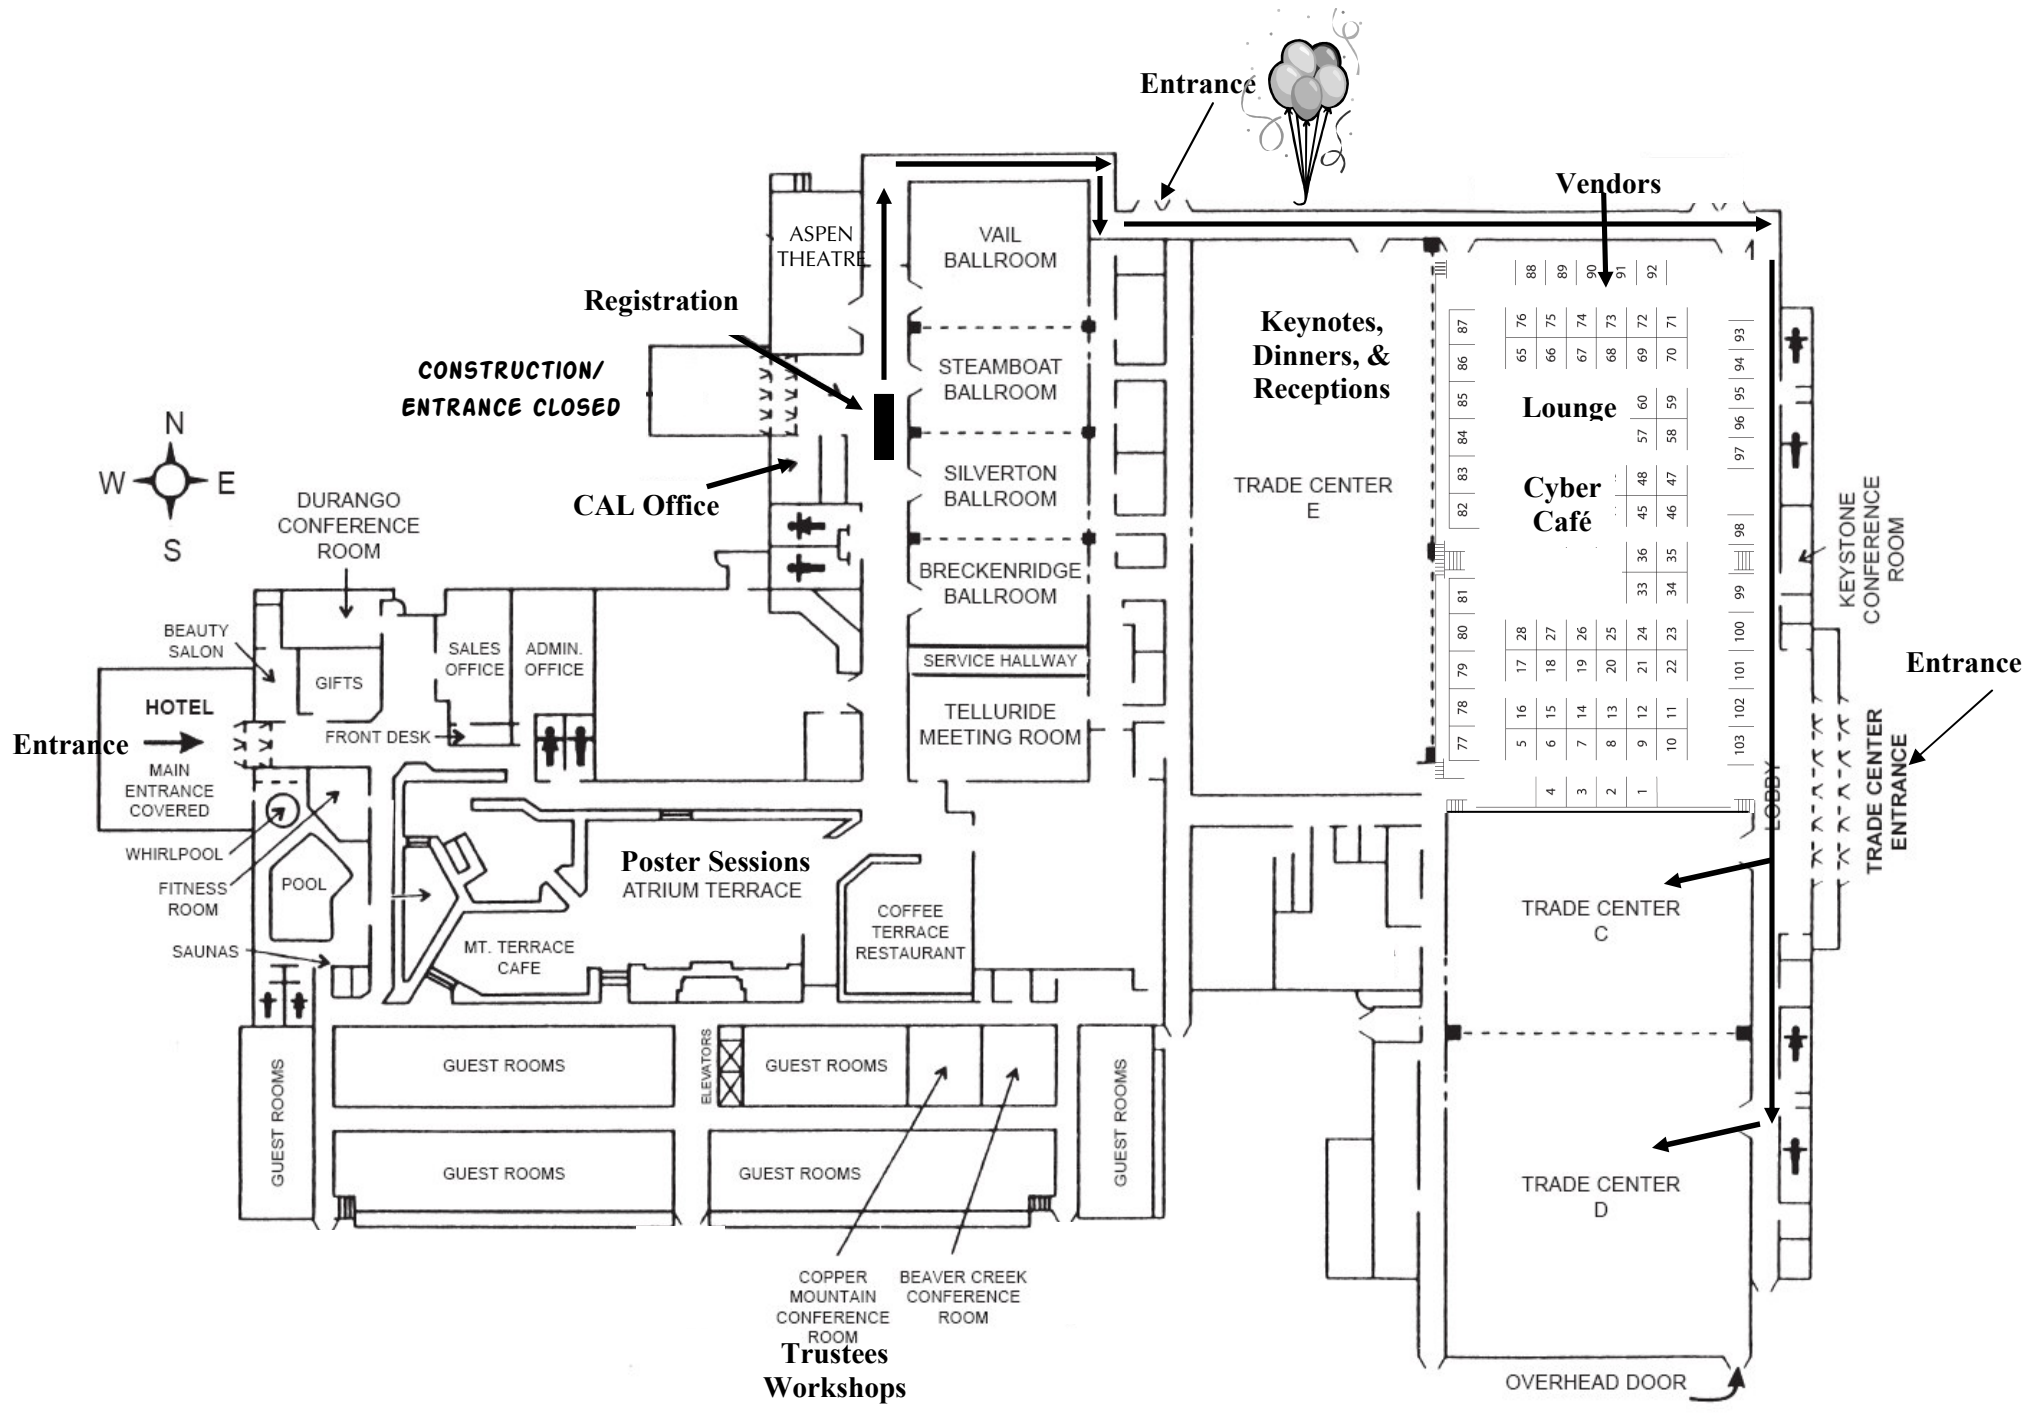 Entrance
Vendors
ASPEN
THEATRE
VAIL
BALLROOM
Registration
CONSTRUCTION/
ENTRANCE CLOSED
STEAMBOAT
BALLROOM
Keynotes,
Dinners, &
Receptions
88 89 90 91 92
76 75 74 73 72 71
65 66 67 68 69 70
87
86
85
84
83
82
93
94
95
96
97
Lounge
60 59
57 58
N
W E
S
CAL Office
SILVERTON
BALLROOM
TRADE CENTER
E
Cyber
Café
48 47
45 46
DURANGO
CONFERENCE
ROOM
BRECKENRIDGE
BALLROOM
36 35
33 34
98
99
100
101
102
103
KEYSTONE
CONFERENCE
ROOM
81
80
79
78
77
28 27 26 25 24 23
17 18 19 20 21 22
16 15 14 13 12 11
5 6 7 8 9 10
4 3 2 1
BEAUTY
SALON
GIFTS
SALES
OFFICE
ADMIN.
OFFICE
SERVICE HALLWAY
TELLURIDE
MEETING ROOM
Entrance
HOTEL
Entrance
MAIN
ENTRANCE
COVERED
FRONT DESK
LOBBY
TRADE CENTER
ENTRANCE
WHIRLPOOL
FITNESS
ROOM
POOL
SAUNAS
Poster Sessions
ATRIUM TERRACE
MT. TERRACE
CAFE
COFFEE
TERRACE
RESTAURANT
TRADE CENTER
C
GUEST ROOMS
GUEST ROOMS
ELEVATORS
GUEST ROOMS
GUEST ROOMS
GUEST ROOMS
GUEST ROOMS
TRADE CENTER
D
COPPER
MOUNTAIN
CONFERENCE
ROOM
BEAVER CREEK
CONFERENCE
ROOM
Trustees
Workshops
OVERHEAD DOOR